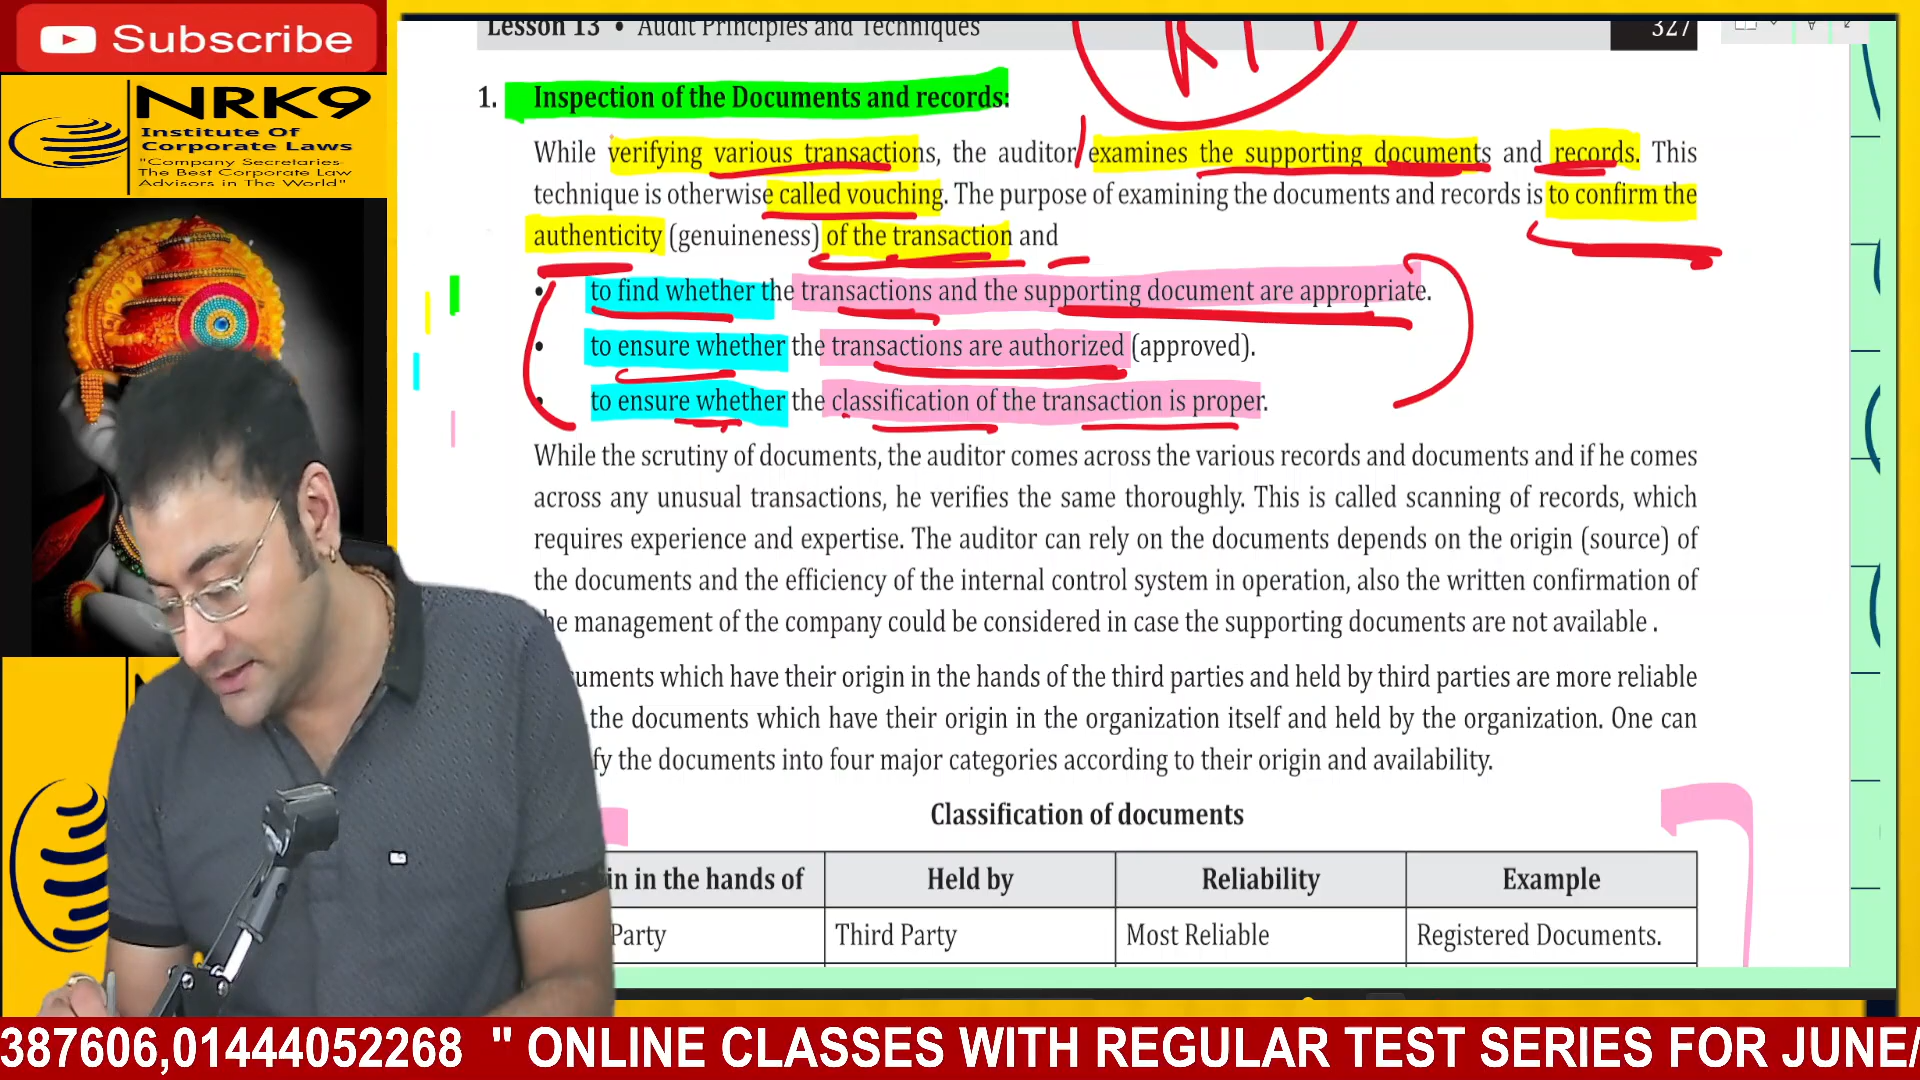 Subscribe
NRK9
Institute Of
Corporate Laws
"Company Secretaries-
The Best Corporate Law
Advisors in The World"
Lesson 13 • Audit Principles and Techniques
327
1. Inspection of the Documents and records:
While verifying various transactions, the auditor examines the supporting documents and records. This
technique is otherwise called vouching. The purpose of examining the documents and records is to confirm the
authenticity (genuineness) of the transaction and
• to find whether the transactions and the supporting document are appropriate.
• to ensure whether the transactions are authorized (approved).
• to ensure whether the classification of the transaction is proper.
While the scrutiny of documents, the auditor comes across the various records and documents and if he comes
across any unusual transactions, he verifies the same thoroughly. This is called scanning of records, which
requires experience and expertise. The auditor can rely on the documents depends on the origin (source) of
the documents and the efficiency of the internal control system in operation, also the written confirmation of
management of the company could be considered in case the supporting documents are not available .
which have their origin in the hands of the third parties and held by third parties are more reliable
the documents which have their origin in the organization itself and held by the organization. One can
the documents into four major categories according to their origin and availability.
Classification of documents
in the hands of
Held by
Reliability
Example
Party
Third Party
Most Reliable
Registered Documents.
387606,01444052268 " ONLINE CLASSES WITH REGULAR TEST SERIES FOR JUNE/